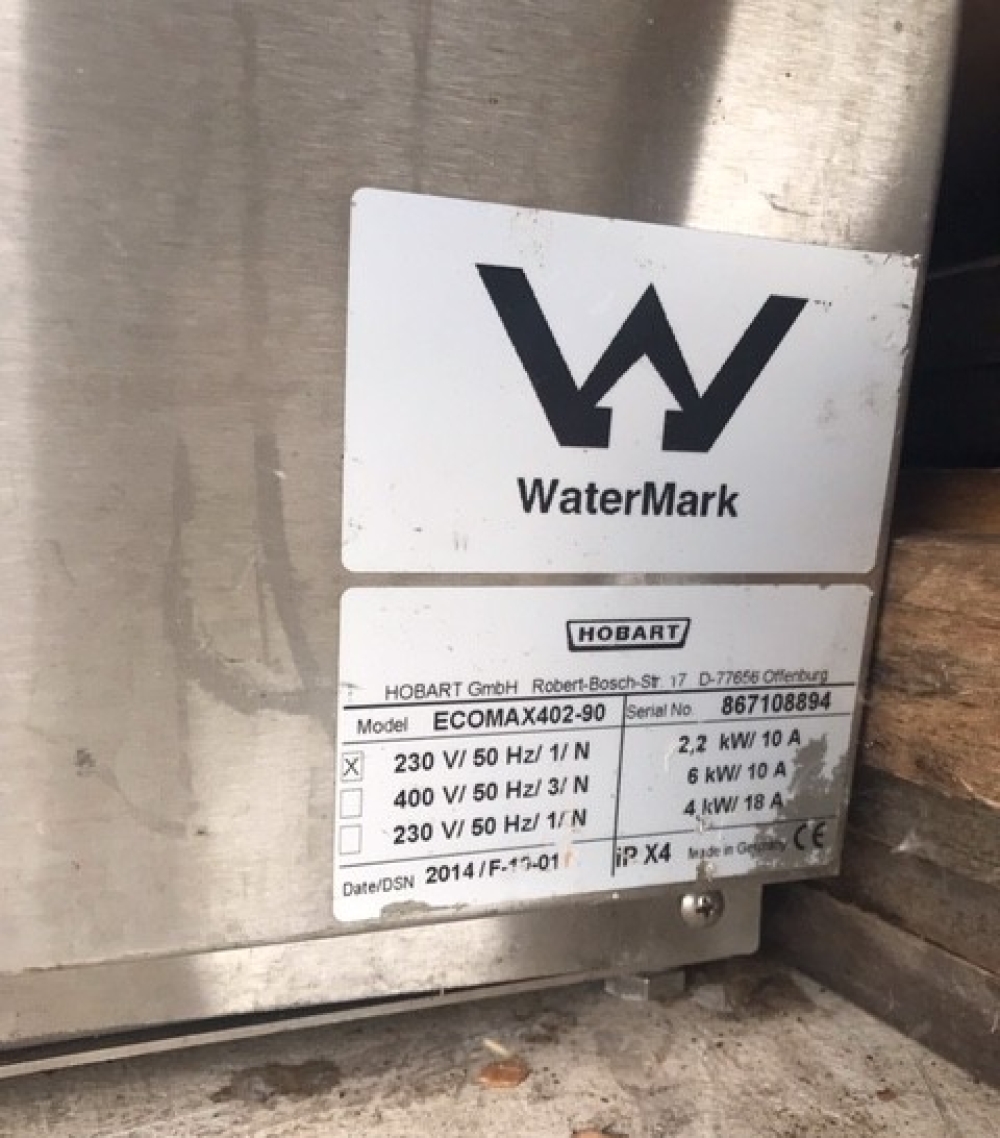 WaterMark
HOBART
HOBART GmbH Robert-Bosch-Str. 17 D-77656 Offenburg
Model ECOMAX402-90 Serial No. 867108894
X 230 V/ 50 Hz/ 1/ N 2,2 kW/ 10 A
400 V/ 50 Hz/ 3/ N 6 kW/ 10 A
230 V/ 50 Hz/ 1/ N 4 kW/ 18 A
Date/DSN 2014 / iP X4 Made in Germany CE